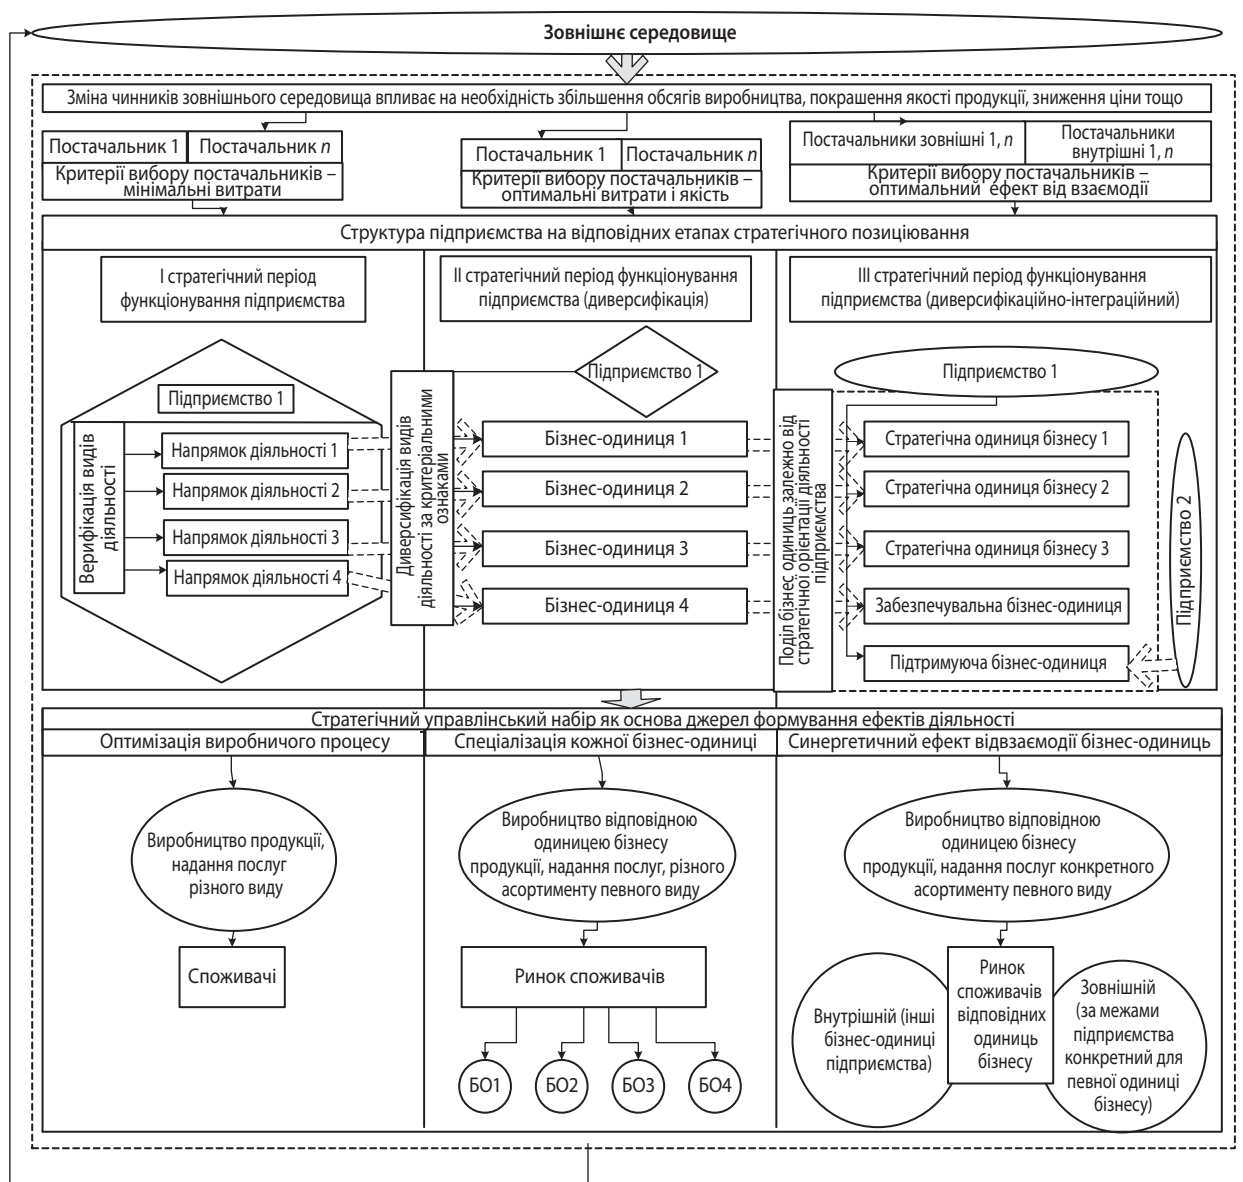 Зовнішнє середовище
Зміна чинників зовнішнього середовища впливає на необхідність збільшення обсягів виробництва, покрашення якості продукції, зниження ціни тощо
Постачальник 1
Постачальник n
Критерії вибору постачальників –
мінімальні витрати
Постачальник 1
Постачальник n
Критерії вибору постачальників –
оптимальні витрати і якість
Постачальники зовнішні 1, n
Постачальники
внутрішні 1, n
Критерії вибору постачальників –
оптимальний ефект від взаємодії
Структура підприємства на відповідних етапах стратегічного позиціювання
І стратегічний період
функціонування підприємства
ІІ стратегічний період функціонування
підприємства (диверсифікація)
ІІІ стратегічний період функціонування
підприємства (диверсифікаційно-інтеграційний)
Підприємство 1
Верифікація видів
діяльності
Напрямок діяльності 1
Напрямок діяльності 2
Напрямок діяльності 3
Напрямок діяльності 4
Диверсифікація видів
діяльності за критеріальними
ознаками
Підприємство 1
Бізнес-одиниця 1
Бізнес-одиниця 2
Бізнес-одиниця 3
Бізнес-одиниця 4
Поділ бізнес одиниць залежно від
стратегічної орієнтації діяльності
підприємства
Підприємство 1
Стратегічна одиниця бізнесу 1
Стратегічна одиниця бізнесу 2
Стратегічна одиниця бізнесу 3
Забезпечувальна бізнес-одиниця
Підтримуюча бізнес-одиниця
Підприємство 2
Стратегічний управлінський набір як основа джерел формування ефектів діяльності
Оптимізація виробничого процесу
Спеціалізація кожної бізнес-одиниці
Синергетичний ефект відвзаємодії бізнес-одиниць
Виробництво продукції,
надання послуг
різного виду
Споживачі
Виробництво відповідною
одиницею бізнесу
продукції, надання послуг, різного
асортименту певного виду
Ринок споживачів
БО1
БО2
БО3
БО4
Виробництво відповідною
одиницею бізнесу
продукції, надання послуг конкретного
асортименту певного виду
Внутрішній (інші
бізнес-одиниці
підприємства)
Ринок
споживачів
відповідних
одиниць
бізнесу
Зовнішній
(за межами
підприємства
конкретний для
певної одиниці
бізнесу)